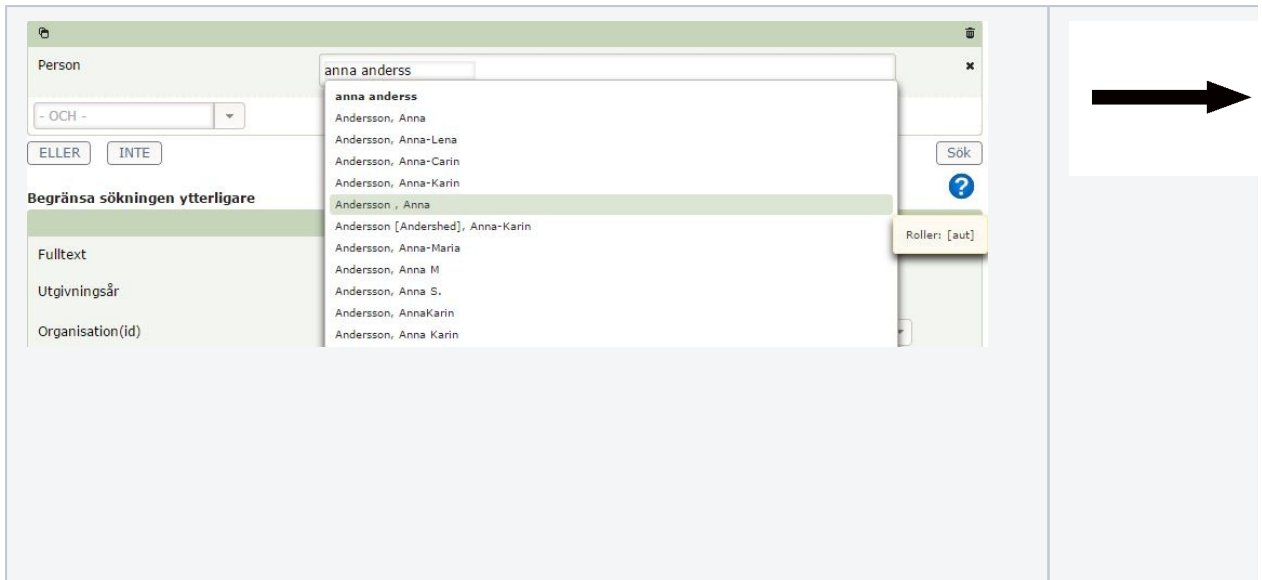 Person
anna anderss
anna anderss
Andersson, Anna
Andersson, Anna-Lena
Andersson, Anna-Carin
Andersson, Anna-Karin
Andersson , Anna
Andersson [Andershed], Anna-Karin
Andersson, Anna-Maria
Andersson, Anna M
Andersson, Anna S.
Andersson, AnnaKarin
Andersson, Anna Karin
- OCH -
ELLER INTE
Sök
?
Begränsa sökningen ytterligare
Roller: [aut]
Fulltext
Utgivningsår
Organisation(id)